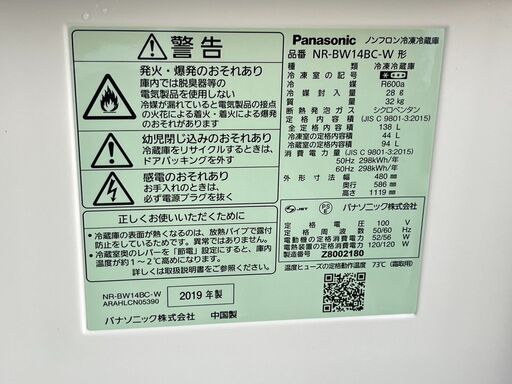 警告
発火・爆発のおそれあり
庫内では脱臭器等の
電気製品を使用しない
冷媒が漏れていると電気製品の接点
の火花による着火・爆発の
おそれあり
幼児閉じ込みのおそれあり
冷蔵庫をリサイクルするときは、
ドアパッキングを外す
感電のおそれあり
お手入れのときは、
必ず電源プラグを抜く
正しくお使いいただくために
•冷蔵庫の表面が熱くなるのは、放熱パイプで露付
きを防止しているためです。異常ではありません。
•冷蔵室奥のレバーを「節電」設定にすると、庫内
温度が約1〜2℃高めになります。
詳しくは取扱説明書をご覧ください。
NR-BW14BC-W
ARAHLCN05390
2019 年製
パナソニック株式会社 中国製
Panasonic ノンフロン冷凍冷蔵庫
品番 NR-BW14BC-W 形
種類 冷凍冷蔵庫
冷凍室の記号
冷媒 R600a
冷媒量 28 g
質量 32 kg
断熱発泡ガス シクロペンタン
定格内容積 (JIS C 9801-3:2015)
全定格内容積 138 L
冷凍室の定格内容積 44 L
冷蔵室の定格内容積 94 L
消費電力量 (JIS C 9801-3:2015)
50Hz 298kWh/年
60Hz 298kWh/年
外形寸法 幅 480 mm
奥行 586 mm
高さ 1119 mm
JET PS E パナソニック株式会社
定格電圧 100 V
定格周波数 50/60 Hz
電動機の定格消費電力 52/56 W
電熱装置の定格消費電力 120/120 W
製造番号 Z8002180
温度ヒューズの定格動作温度 73℃ (霜取用)